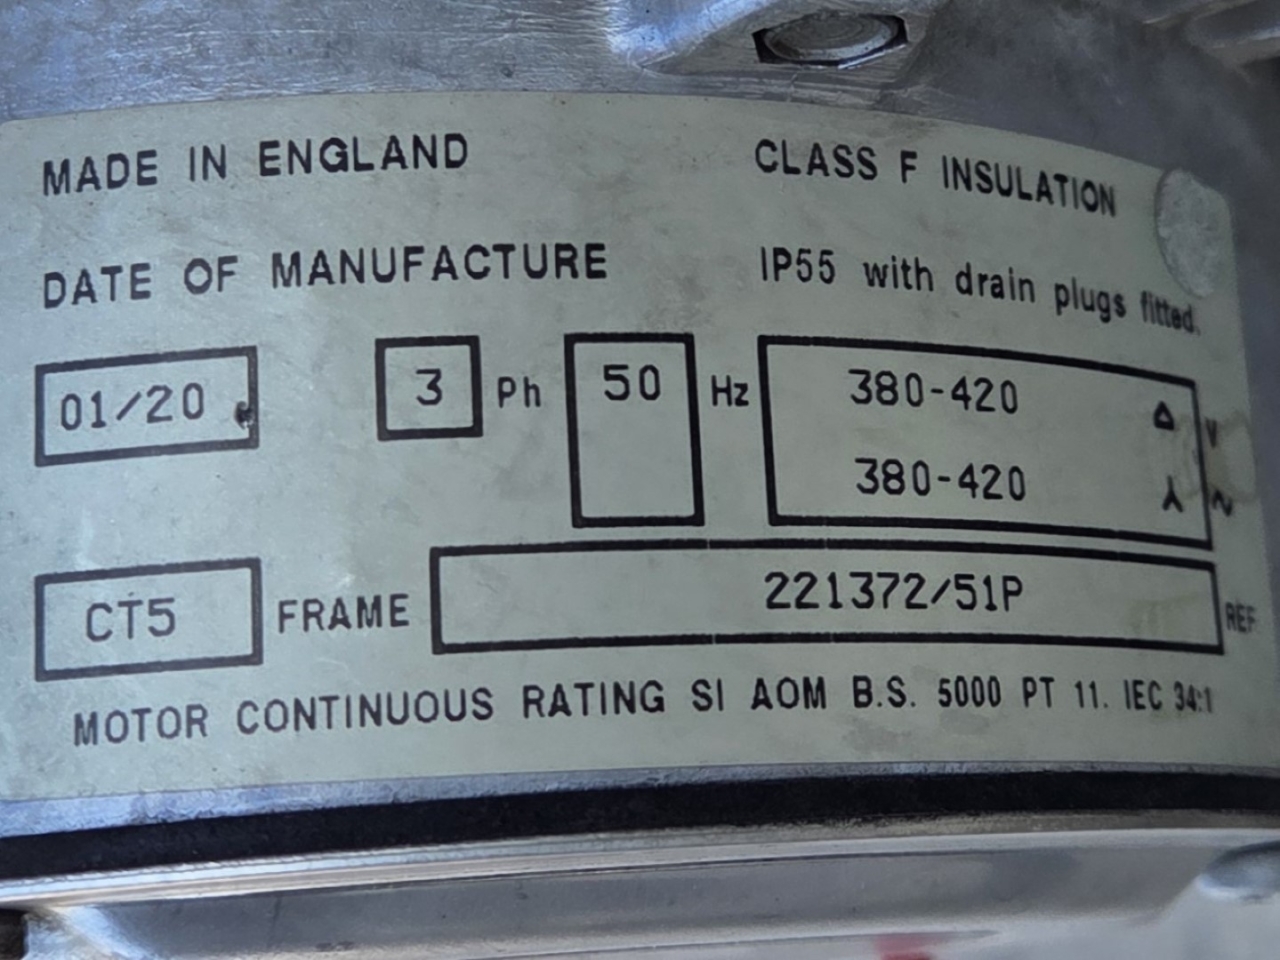 MADE IN ENGLAND
CLASS F INSULATION
DATE OF MANUFACTURE
IP55 with drain plugs fitted.
01/20
3 Ph
50 Hz
380-420 Δ V
380-420 ⅄ ~
CT5 FRAME
221372/51P REF
MOTOR CONTINUOUS RATING SI AOM B.S. 5000 PT 11. IEC 34:1